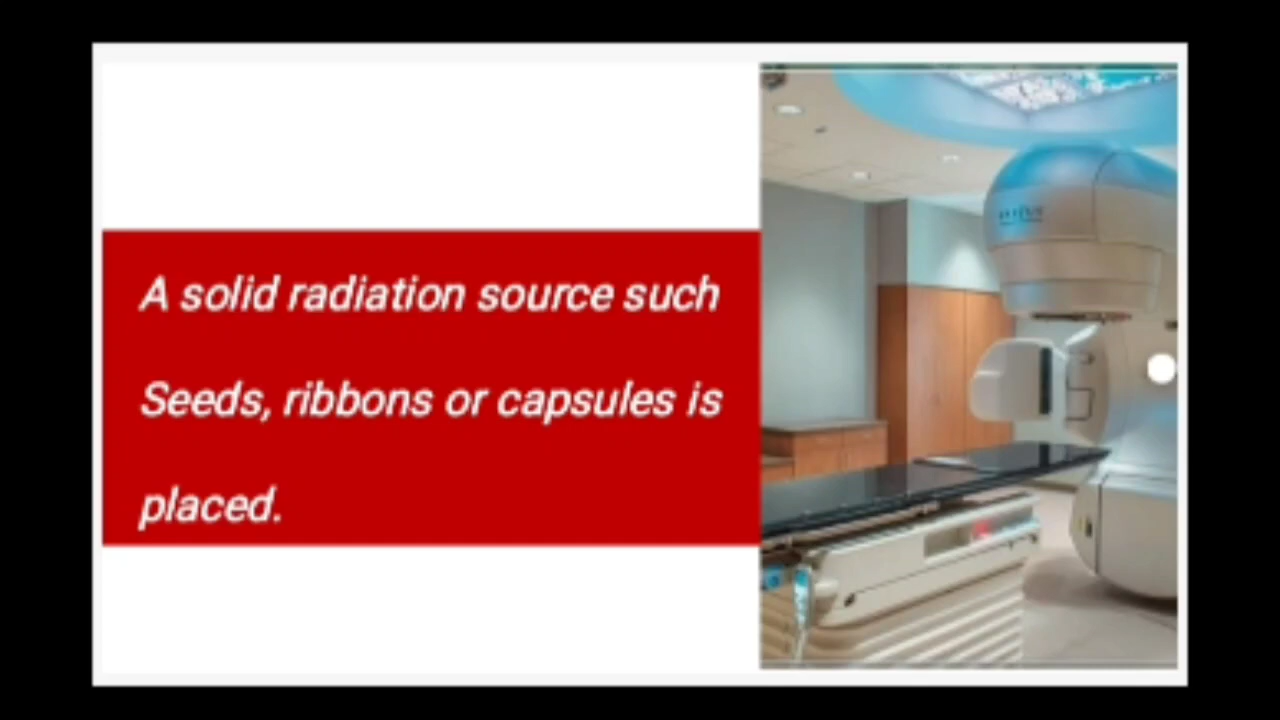 A solid radiation source such
Seeds, ribbons or capsules is
placed.